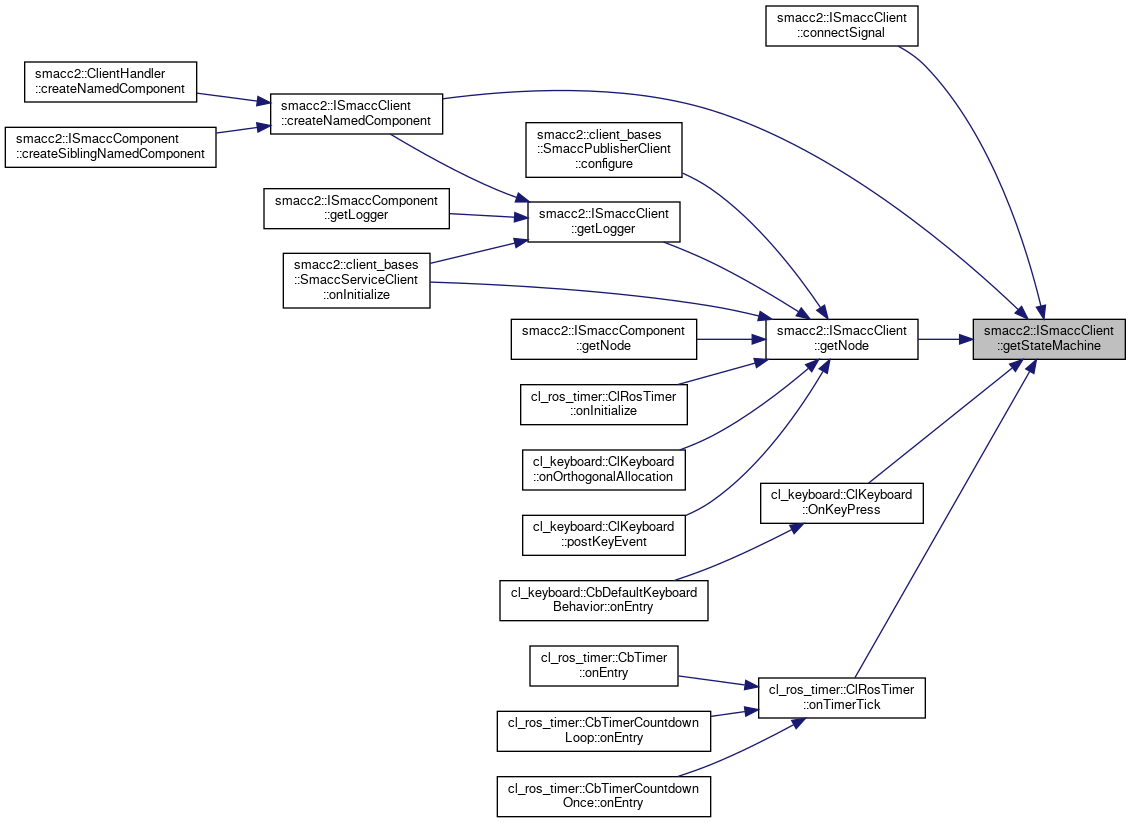 smacc2::ISmaccClient
::connectSignal
smacc2::ClientHandler
::createNamedComponent
smacc2::ISmaccClient
::createNamedComponent
smacc2::ISmaccComponent
::createSiblingNamedComponent
smacc2::client_bases
::SmaccPublisherClient
::configure
smacc2::ISmaccComponent
::getLogger
smacc2::ISmaccClient
::getLogger
smacc2::client_bases
::SmaccServiceClient
::onInitialize
smacc2::ISmaccComponent
::getNode
smacc2::ISmaccClient
::getNode
smacc2::ISmaccClient
::getStateMachine
cl_ros_timer::ClRosTimer
::onInitialize
cl_keyboard::ClKeyboard
::onOrthogonalAllocation
cl_keyboard::ClKeyboard
::OnKeyPress
cl_keyboard::ClKeyboard
::postKeyEvent
cl_keyboard::CbDefaultKeyboard
Behavior::onEntry
cl_ros_timer::CbTimer
::onEntry
cl_ros_timer::ClRosTimer
::onTimerTick
cl_ros_timer::CbTimerCountdown
Loop::onEntry
cl_ros_timer::CbTimerCountdown
Once::onEntry